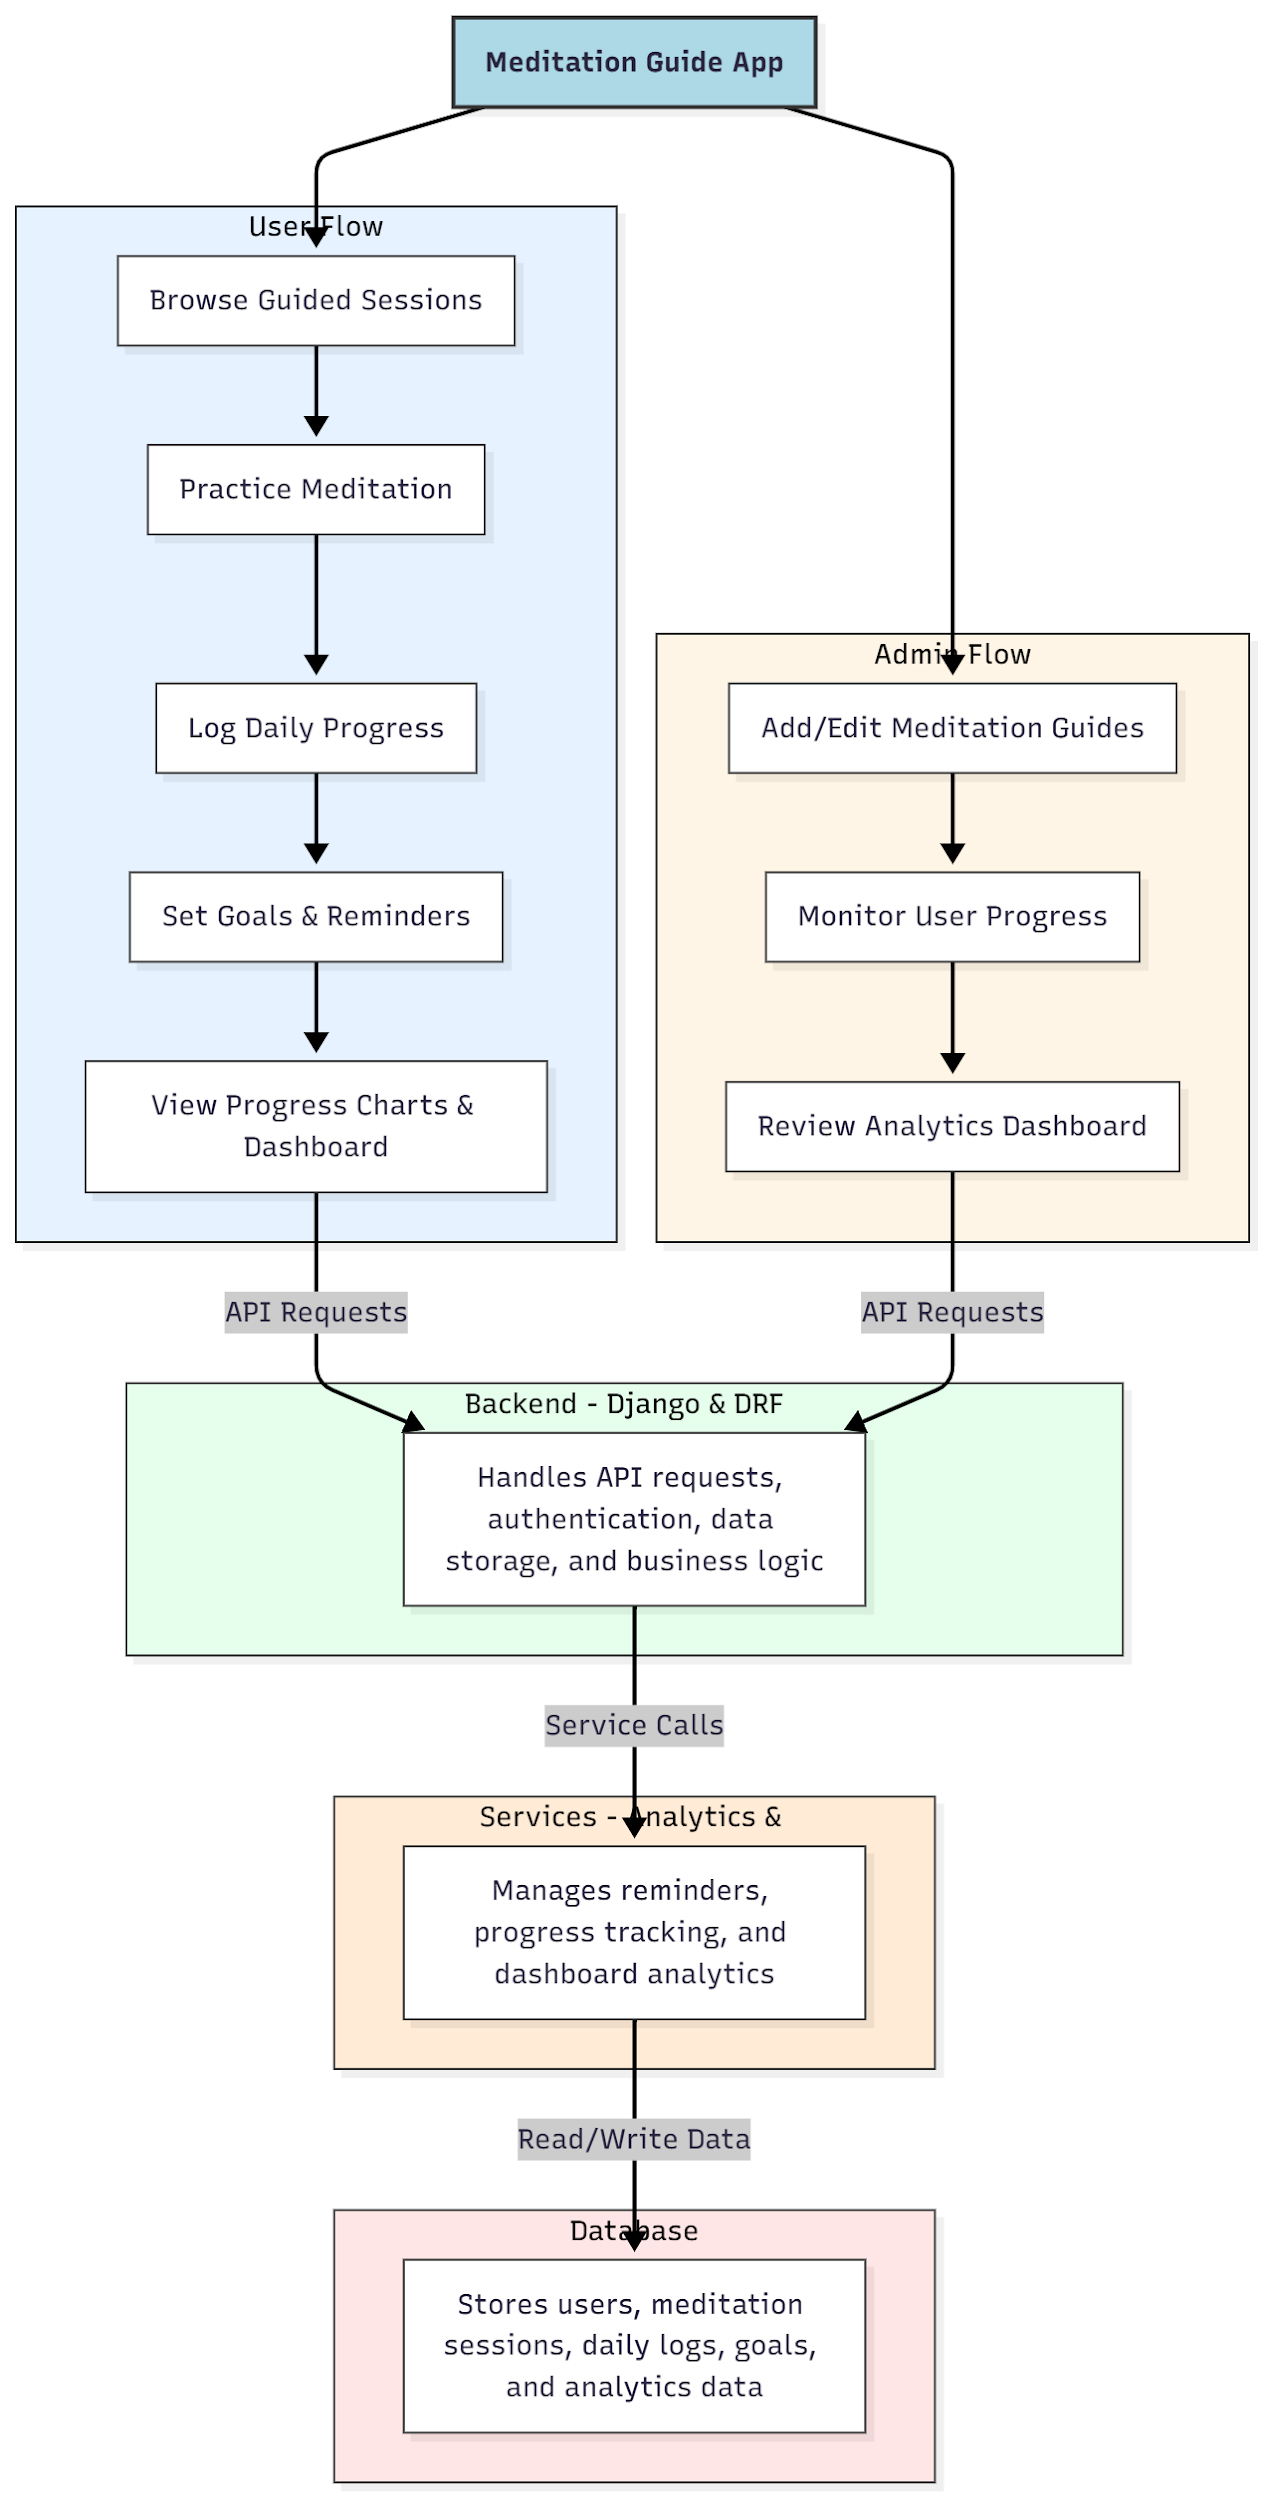 Meditation Guide App
User Flow
Browse Guided Sessions
Practice Meditation
Log Daily Progress
Set Goals & Reminders
View Progress Charts &
Dashboard
Admin Flow
Add/Edit Meditation Guides
Monitor User Progress
Review Analytics Dashboard
API Requests
API Requests
Backend - Django & DRF
Handles API requests,
authentication, data
storage, and business logic
Service Calls
Services - Analytics &
Manages reminders,
progress tracking, and
dashboard analytics
Read/Write Data
Database
Stores users, meditation
sessions, daily logs, goals,
and analytics data